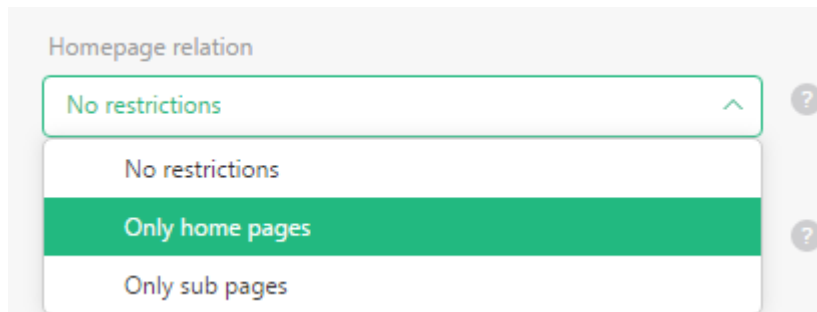 Homepage relation
No restrictions
?
No restrictions
Only home pages
?
Only sub pages